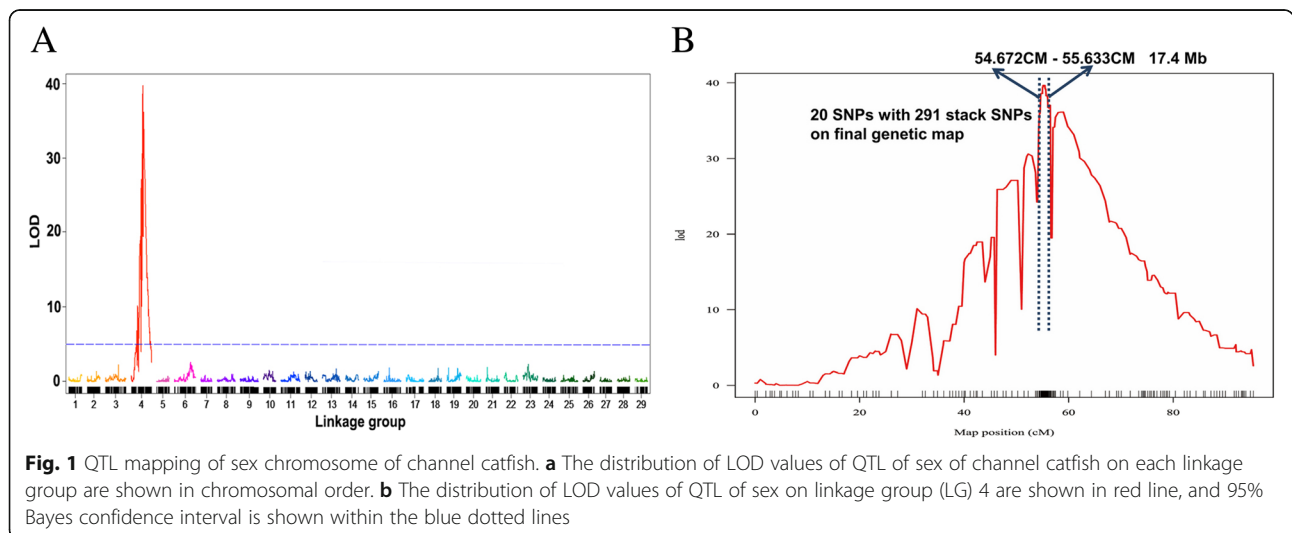 A
LOD
40
30
20
10
0
1 2 3 4 5 6 7 8 9 10 11 12 13 14 15 16 17 18 19 20 21 22 23 24 25 26 27 28 29
Linkage group
B
54.672CM - 55.633CM 17.4 Mb
20 SNPs with 291 stack SNPs
on final genetic map
lod
40
30
20
10
0
0 20 40 60 80
Map position (cM)
Fig. 1 QTL mapping of sex chromosome of channel catfish. a The distribution of LOD values of QTL of sex of channel catfish on each linkage
group are shown in chromosomal order. b The distribution of LOD values of QTL of sex on linkage group (LG) 4 are shown in red line, and 95%
Bayes confidence interval is shown within the blue dotted lines